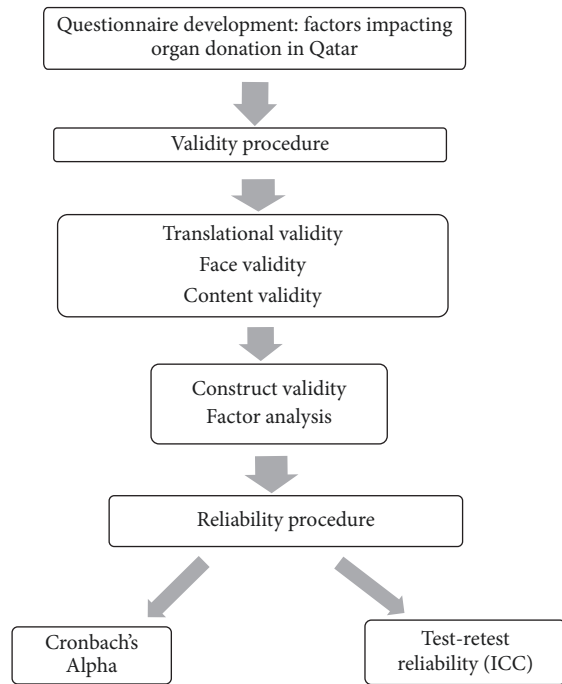 Questionnaire development: factors impacting
organ donation in Qatar
Validity procedure
Translational validity
Face validity
Content validity
Construct validity
Factor analysis
Reliability procedure
Cronbach's
Alpha
Test-retest
reliability (ICC)